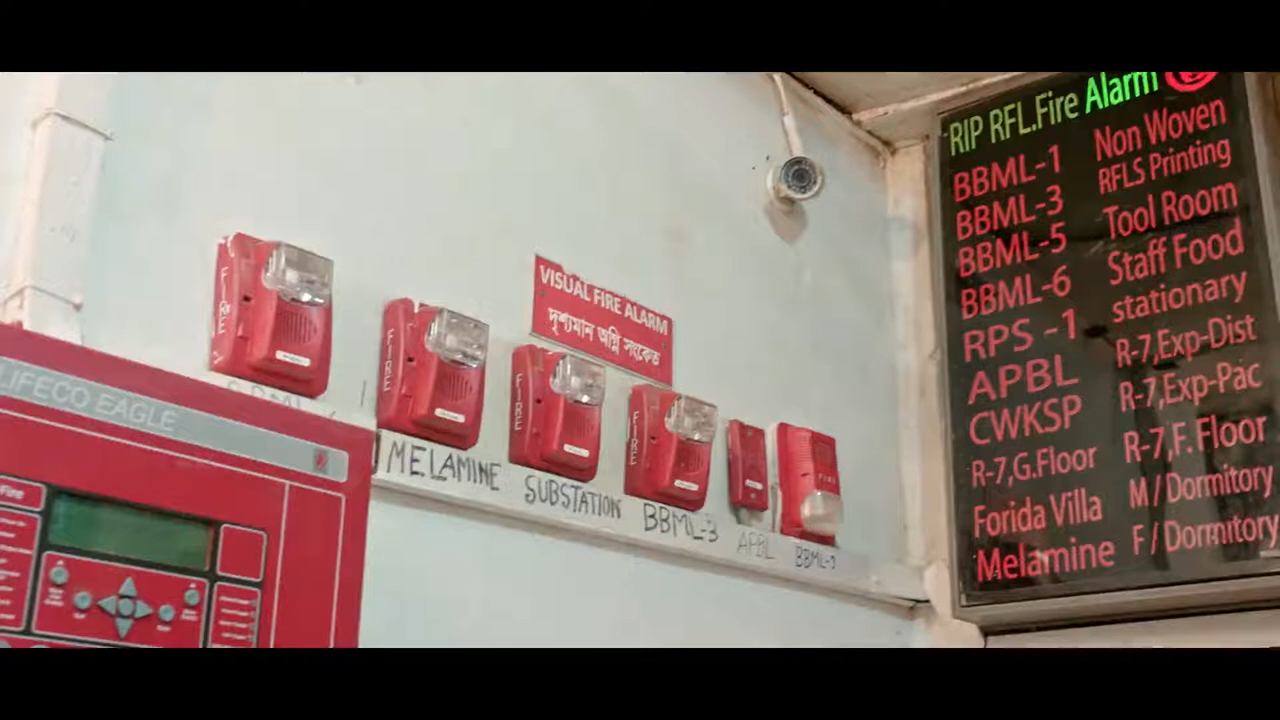 LIFECO EAGLE
Fire
FIRE
FIRE
FIRE
FIRE
FIRE
MELAMINE
SUBSTATION
BBML-3
APBL
VISUAL FIRE ALARM
দৃশ্যমান অগ্নি সংকেত
RIP RFL.Fire Alarm
BBML-1
BBML-3
BBML-5
BBML-6
RPS -1
APBL
CWKSP
R-7,G.Floor
Forida Villa
Melamine
Non Woven
RFLS Printing
Tool Room
Staff Food
stationary
R-7,Exp-Dist
R-7,Exp-Pac
R-7,F.Floor
M/Dormitory
F/Dormitory